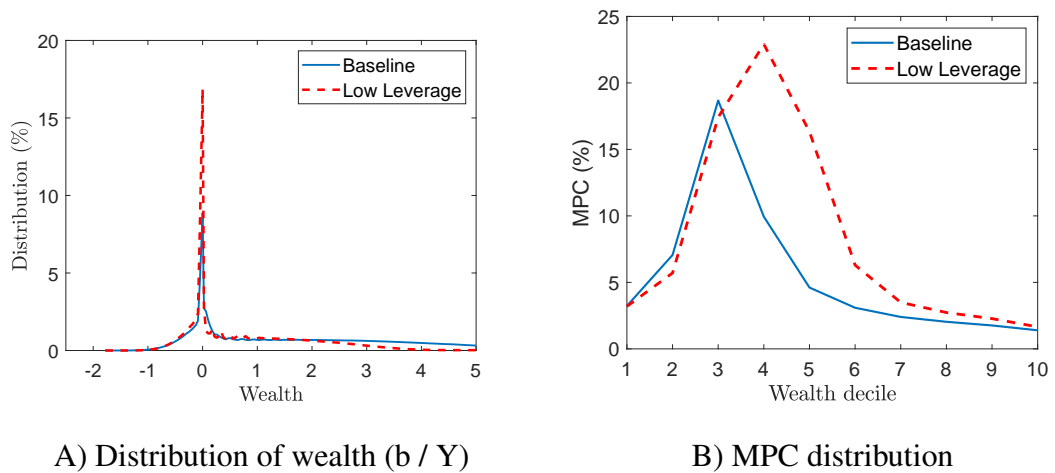 20
15
10
5
0
Distribution (%)
-2 -1 0 1 2 3 4 5
Wealth
Baseline
Low Leverage
A) Distribution of wealth (b / Y)
25
20
15
10
5
0
MPC (%)
1 2 3 4 5 6 7 8 9 10
Wealth decile
Baseline
Low Leverage
B) MPC distribution